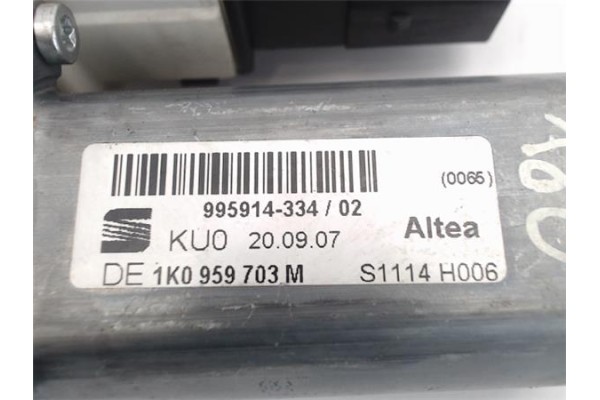 (0065)
995914-334 / 02
KU0 20.09.07 Altea
DE 1K0 959 703 M S1114 H006